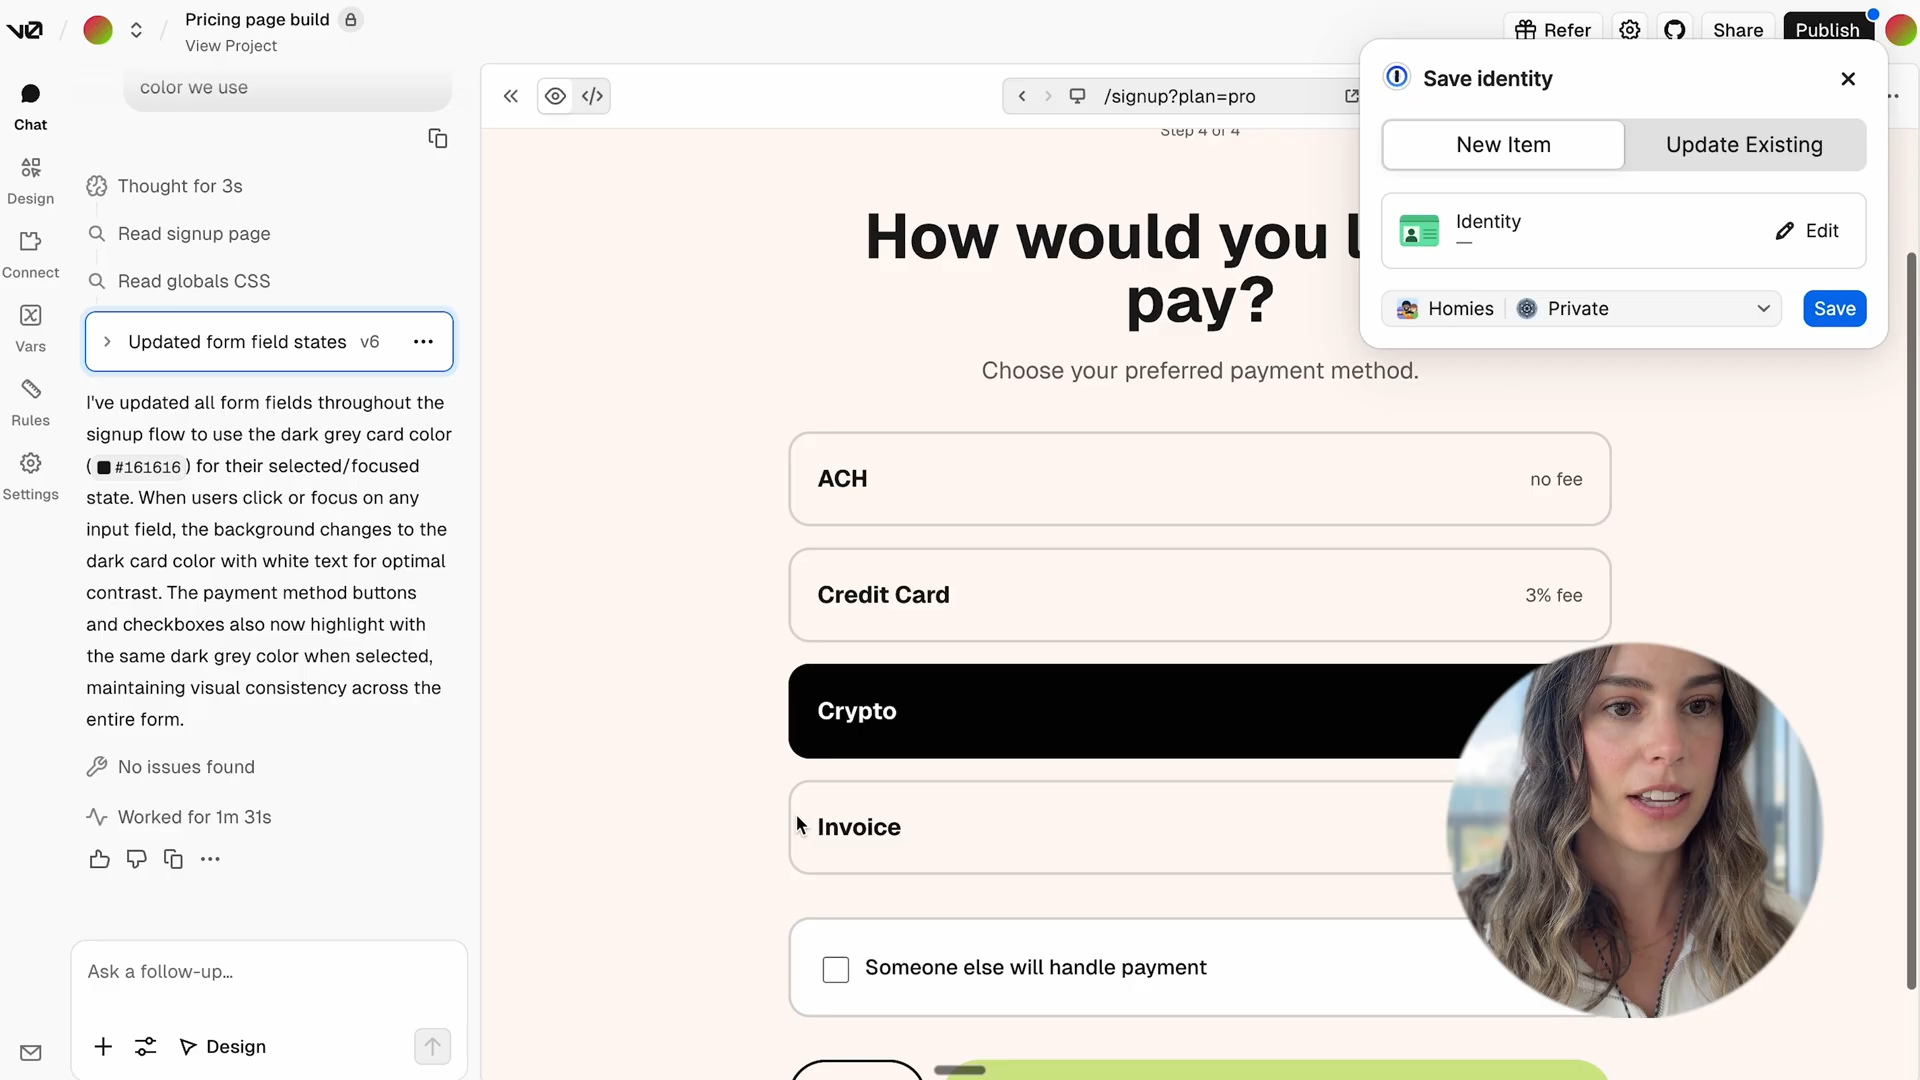 v0
Pricing page build
View Project
Refer
Share
Publish
Chat
Design
Connect
Vars
Rules
Settings
color we use
Thought for 3s
Read signup page
Read globals CSS
Updated form field states v6
I've updated all form fields throughout the
signup flow to use the dark grey card color
( #161616 ) for their selected/focused
state. When users click or focus on any
input field, the background changes to the
dark card color with white text for optimal
contrast. The payment method buttons
and checkboxes also now highlight with
the same dark grey color when selected,
maintaining visual consistency across the
entire form.
No issues found
Worked for 1m 31s
Ask a follow-up...
Design
/signup?plan=pro
Step 4 of 4
How would you l
pay?
Choose your preferred payment method.
ACH no fee
Credit Card 3% fee
Crypto
Invoice
Someone else will handle payment
Save identity
New Item Update Existing
Identity
—
Edit
Homies Private
Save